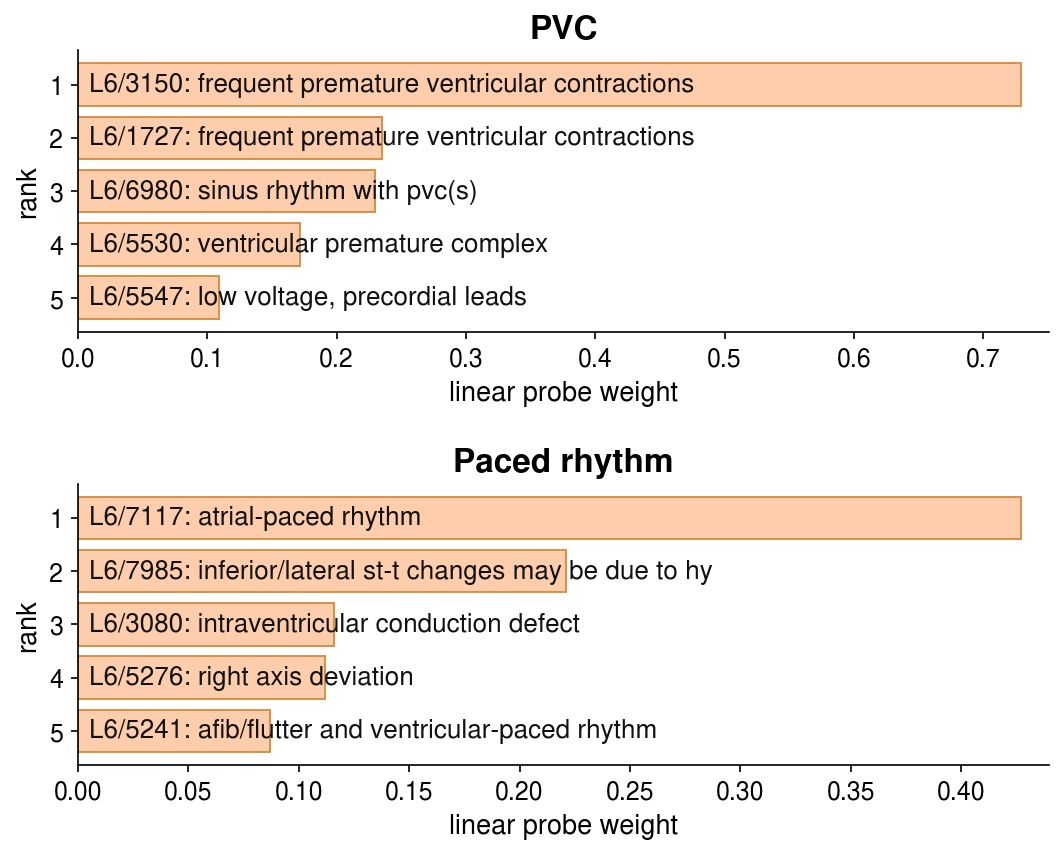 PVC
rank
1
L6/3150: frequent premature ventricular contractions
2
L6/1727: frequent premature ventricular contractions
3
L6/6980: sinus rhythm with pvc(s)
4
L6/5530: ventricular premature complex
5
L6/5547: low voltage, precordial leads
0.0 0.1 0.2 0.3 0.4 0.5 0.6 0.7
linear probe weight
Paced rhythm
rank
1
L6/7117: atrial-paced rhythm
2
L6/7985: inferior/lateral st-t changes may be due to hy
3
L6/3080: intraventricular conduction defect
4
L6/5276: right axis deviation
5
L6/5241: afib/flutter and ventricular-paced rhythm
0.00 0.05 0.10 0.15 0.20 0.25 0.30 0.35 0.40
linear probe weight